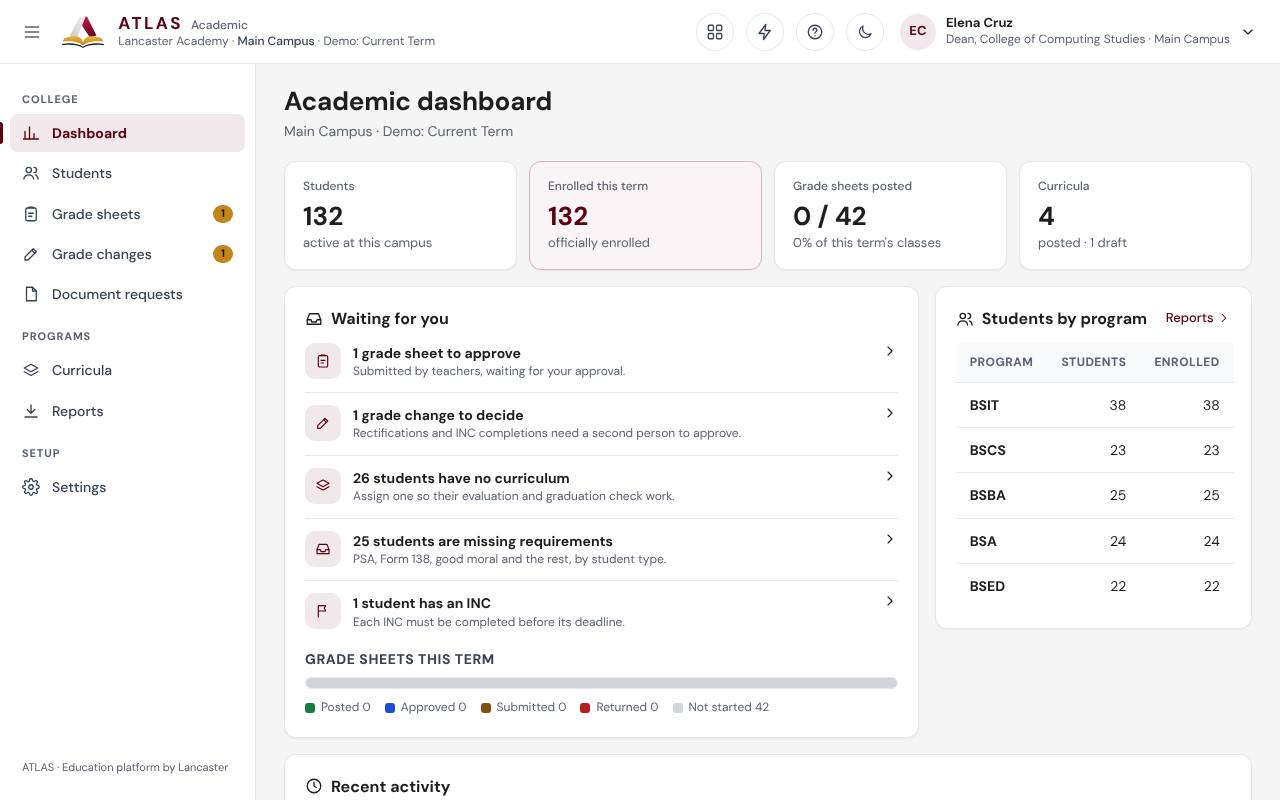 ATLAS Academic
Lancaster Academy · Main Campus · Demo: Current Term
EC
Elena Cruz
Dean, College of Computing Studies · Main Campus
COLLEGE
Dashboard
Students
Grade sheets 1
Grade changes 1
Document requests
PROGRAMS
Curricula
Reports
SETUP
Settings
ATLAS · Education platform by Lancaster
Academic dashboard
Main Campus · Demo: Current Term
Students
132
active at this campus
Enrolled this term
132
officially enrolled
Grade sheets posted
0 / 42
0% of this term's classes
Curricula
4
posted · 1 draft
Waiting for you
1 grade sheet to approve
Submitted by teachers, waiting for your approval.
1 grade change to decide
Rectifications and INC completions need a second person to approve.
26 students have no curriculum
Assign one so their evaluation and graduation check work.
25 students are missing requirements
PSA, Form 138, good moral and the rest, by student type.
1 student has an INC
Each INC must be completed before its deadline.
GRADE SHEETS THIS TERM
Posted 0 Approved 0 Submitted 0 Returned 0 Not started 42
Students by program Reports
PROGRAM STUDENTS ENROLLED
BSIT 38 38
BSCS 23 23
BSBA 25 25
BSA 24 24
BSED 22 22
Recent activity